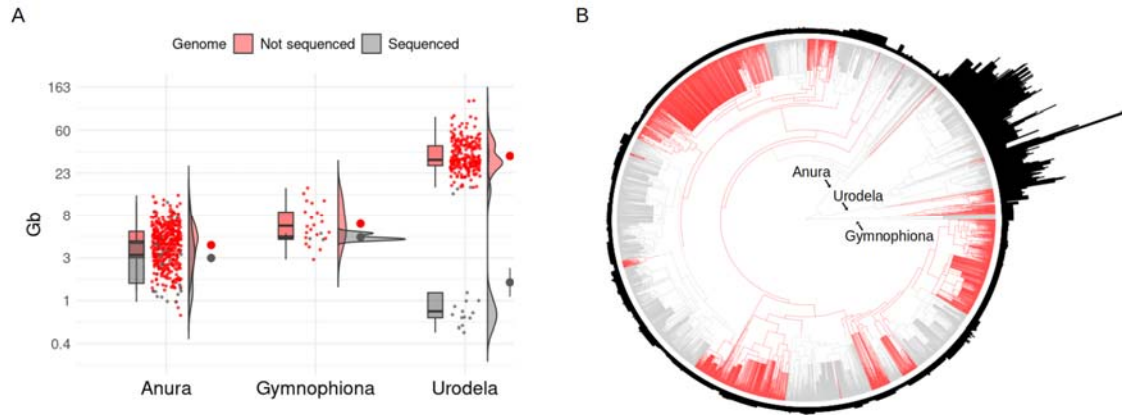 A
Genome Not sequenced Sequenced
163
60
23
8
3
1
0.4
Gb
Anura Gymnophiona Urodela
B
Anura
Urodela
Gymnophiona